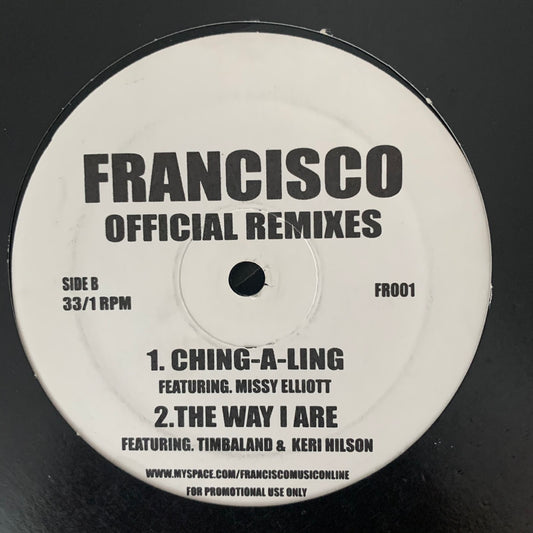 FRANCISCO
OFFICIAL REMIXES
SIDE B
33/1 RPM
FR001
1. CHING-A-LING
FEATURING. MISSY ELLIOTT
2.THE WAY I ARE
FEATURING. TIMBALAND & KERI HILSON
WWW.MYSPACE.COM/FRANCISCOMUSICONLINE
FOR PROMOTIONAL USE ONLY